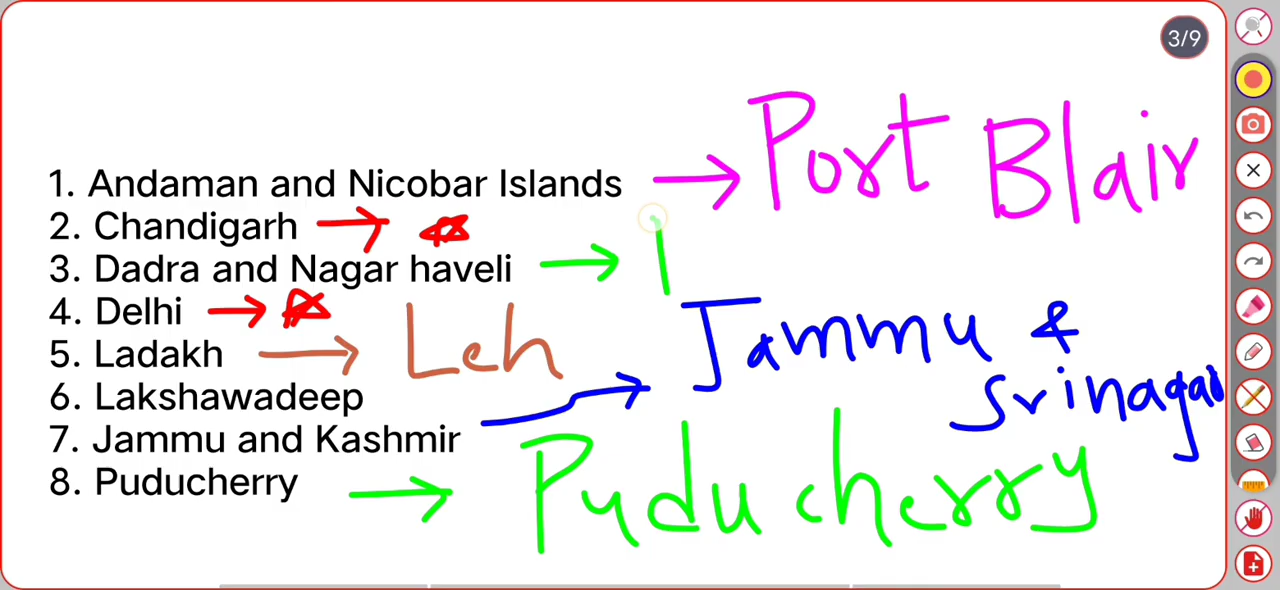 3/9
1. Andaman and Nicobar Islands → Port Blair
2. Chandigarh →
3. Dadra and Nagar haveli →
4. Delhi →
5. Ladakh → Leh
6. Lakshawadeep
7. Jammu and Kashmir → Jammu &
Srinagar
8. Puducherry → Puducherry